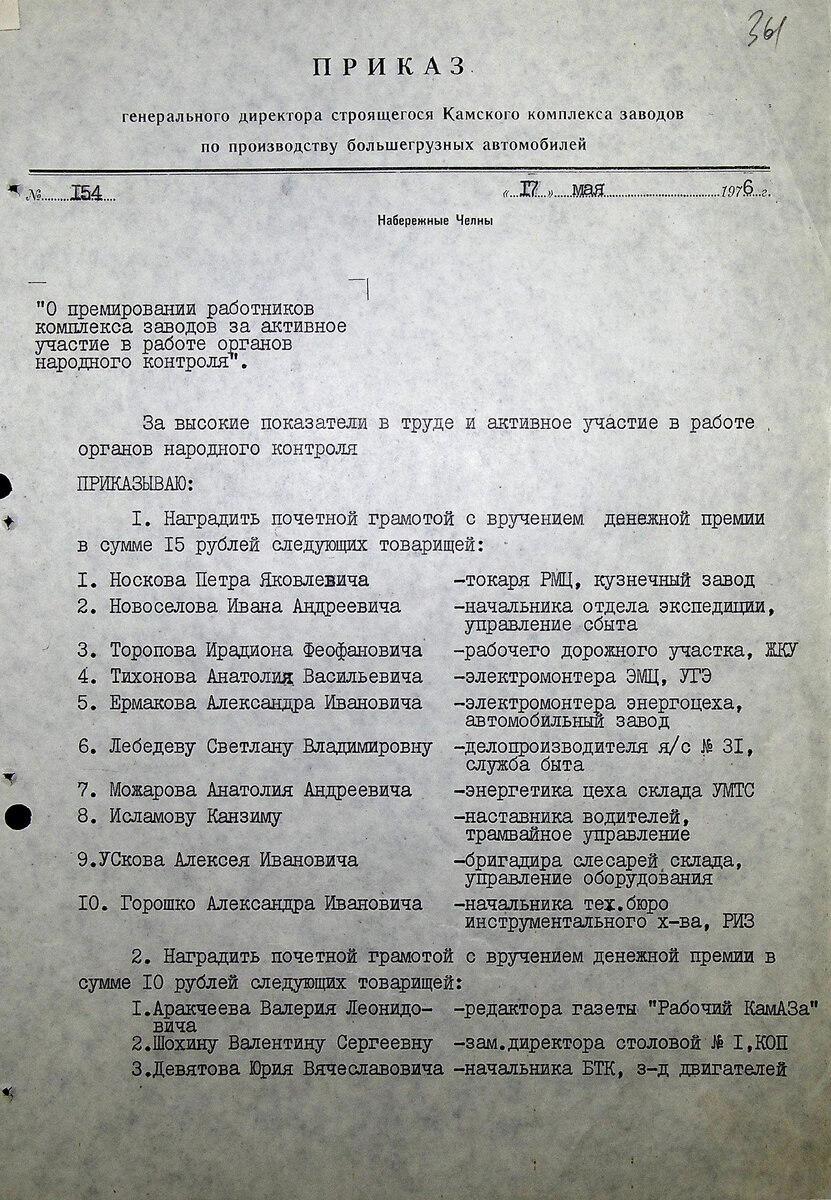 361
ПРИКАЗ
генерального директора строящегося Камского комплекса заводов
по производству большегрузных автомобилей
№ 154 «17» мая 1976 г.
Набережные Челны
"О премировании работников
комплекса заводов за активное
участие в работе органов
народного контроля".
За высокие показатели в труде и активное участие в работе
органов народного контроля
ПРИКАЗЫВАЮ:
I. Наградить почетной грамотой с вручением денежной премии
в сумме I5 рублей следующих товарищей:
I. Носкова Петра Яковлевича -токаря РМЦ, кузнечный завод
2. Новоселова Ивана Андреевича -начальника отдела экспедиции,
управление сбыта
3. Торопова Ирадиона Феофановича -рабочего дорожного участка, ЖКУ
4. Тихонова Анатолия Васильевича -электромонтера ЭМЦ, УГЭ
5. Ермакова Александра Ивановича -электромонтера энергоцеха,
автомобильный завод
6. Лебедеву Светлану Владимировну -делопроизводителя я/с № 3I,
служба быта
7. Можарова Анатолия Андреевича -энергетика цеха склада УМТС
8. Исламову Канзиму -наставника водителей,
трамвайное управление
9.УСкова Алексея Ивановича -бригадира слесарей склада,
управление оборудования
IO. Горошко Александра Ивановича -начальника тех.бюро
инструментального х-ва, РИЗ
2. Наградить почетной грамотой с вручением денежной премии в
сумме IO рублей следующих товарищей:
I.Аракчеева Валерия Леонидо- -редактора газеты "Рабочий КамАЗа"
вича
2.Шохину Валентину Сергеевну -зам.директора столовой № I,КОП
3.Девятова Юрия Вячеславовича -начальника БТК, з-д двигателей